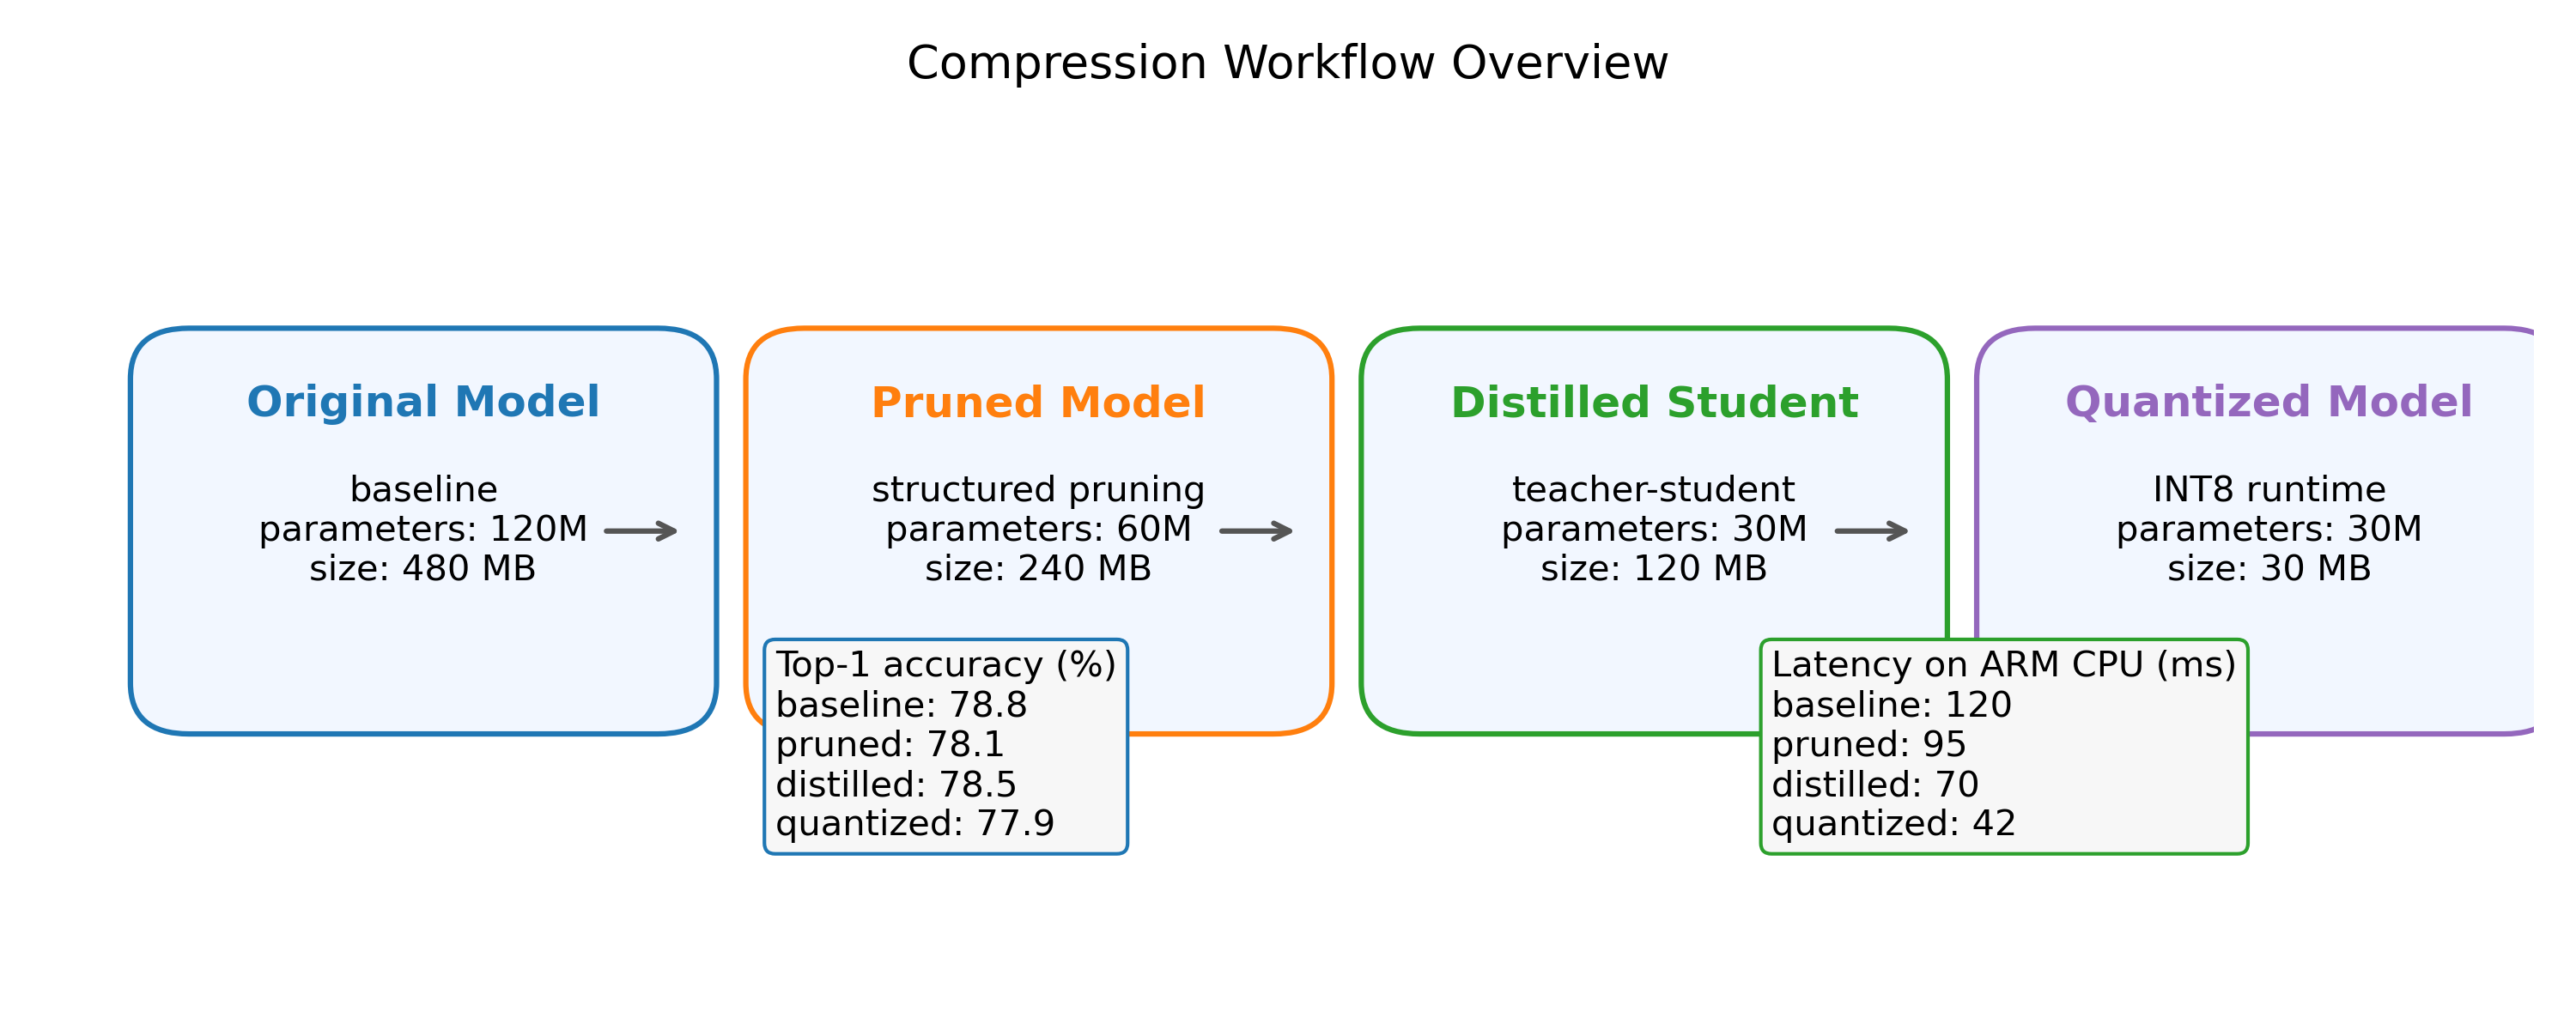 Compression Workflow Overview
Original Model
baseline
parameters: 120M
size: 480 MB
Pruned Model
structured pruning
parameters: 60M
size: 240 MB
Distilled Student
teacher-student
parameters: 30M
size: 120 MB
Quantized Model
INT8 runtime
parameters: 30M
size: 30 MB
Top-1 accuracy (%)
baseline: 78.8
pruned: 78.1
distilled: 78.5
quantized: 77.9
Latency on ARM CPU (ms)
baseline: 120
pruned: 95
distilled: 70
quantized: 42